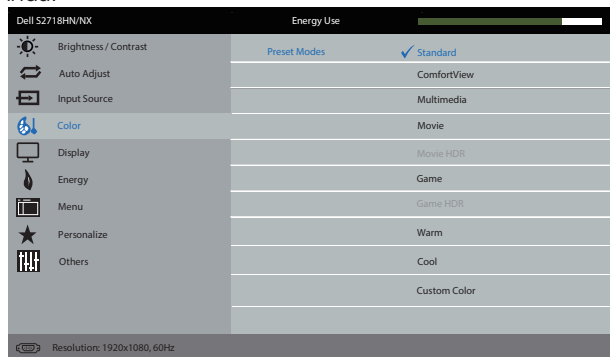 Dell S2718HN/NX
Energy Use
Brightness / Contrast
Auto Adjust
Input Source
Color
Display
Energy
Menu
Personalize
Others
Preset Modes
Standard
ComfortView
Multimedia
Movie
Movie HDR
Game
Game HDR
Warm
Cool
Custom Color
Resolution: 1920x1080, 60Hz